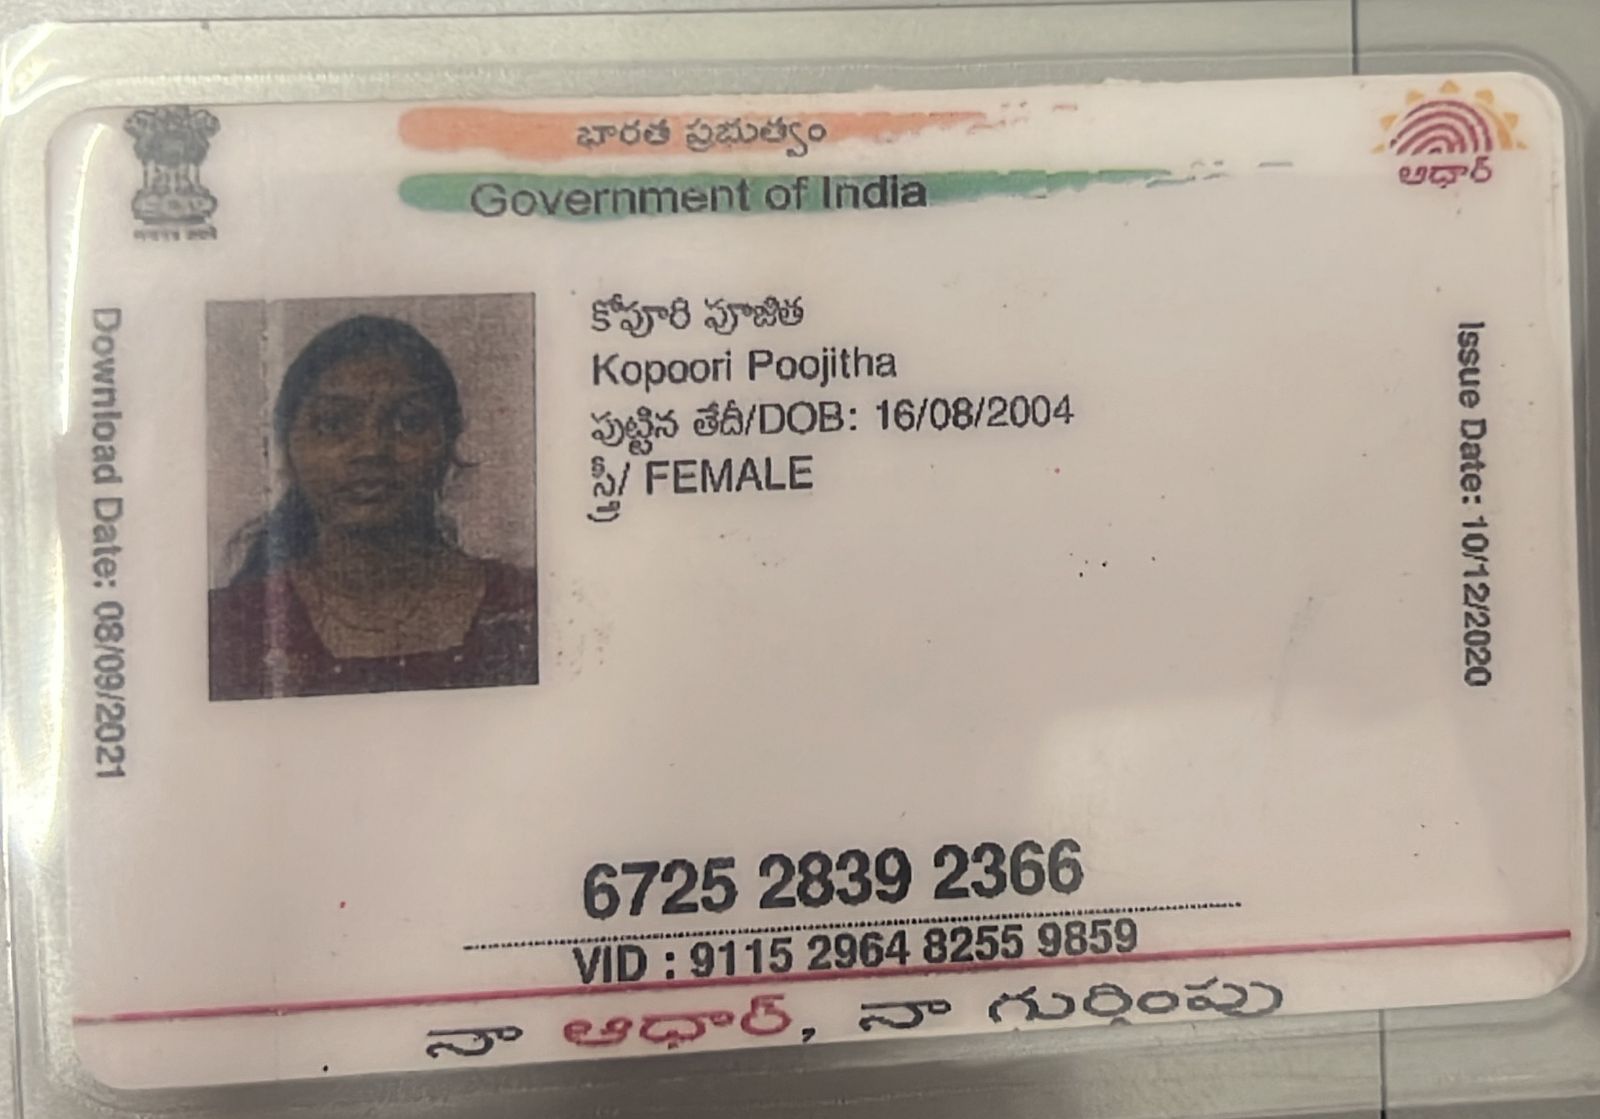 భారత ప్రభుత్వం
Government of India
ఆధార్
Download Date: 08/09/2021
కోపూరి పూజిత
Kopoori Poojitha
పుట్టిన తేదీ/DOB: 16/08/2004
స్త్రీ/ FEMALE
Issue Date: 10/12/2020
6725 2839 2366
VID : 9115 2964 8255 9859
నా ఆధార్, నా గుర్తింపు